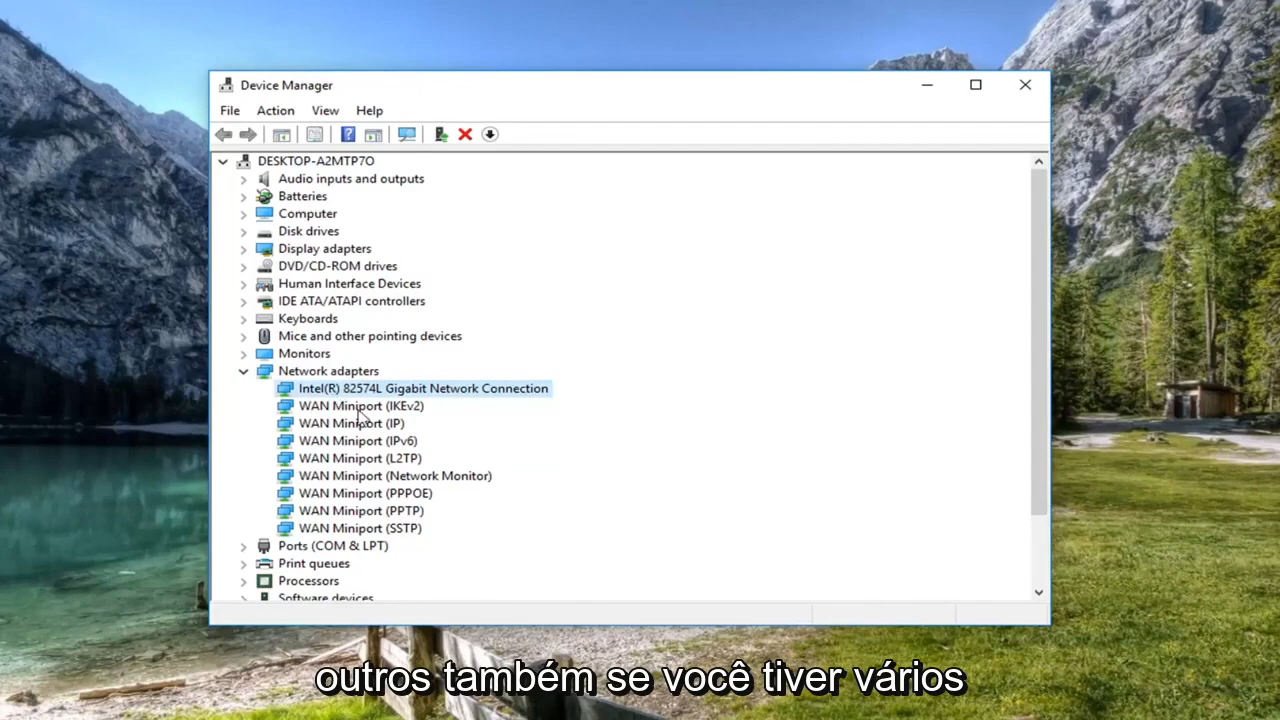 Device Manager
File Action View Help
DESKTOP-A2MTP7O
Audio inputs and outputs
Batteries
Computer
Disk drives
Display adapters
DVD/CD-ROM drives
Human Interface Devices
IDE ATA/ATAPI controllers
Keyboards
Mice and other pointing devices
Monitors
Network adapters
Intel(R) 82574L Gigabit Network Connection
WAN Miniport (IKEv2)
WAN Miniport (IP)
WAN Miniport (IPv6)
WAN Miniport (L2TP)
WAN Miniport (Network Monitor)
WAN Miniport (PPPOE)
WAN Miniport (PPTP)
WAN Miniport (SSTP)
Ports (COM & LPT)
Print queues
Processors
Software devices
outros também se você tiver vários